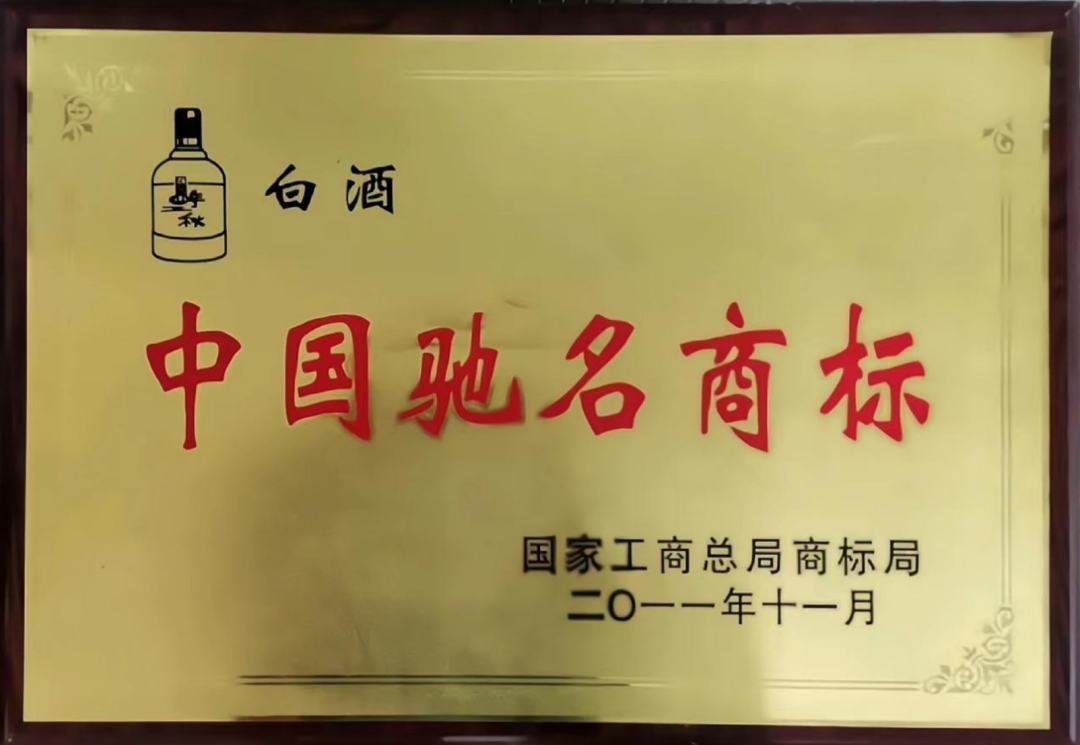 白酒
中国驰名商标
国家工商总局商标局
二〇一一年十一月